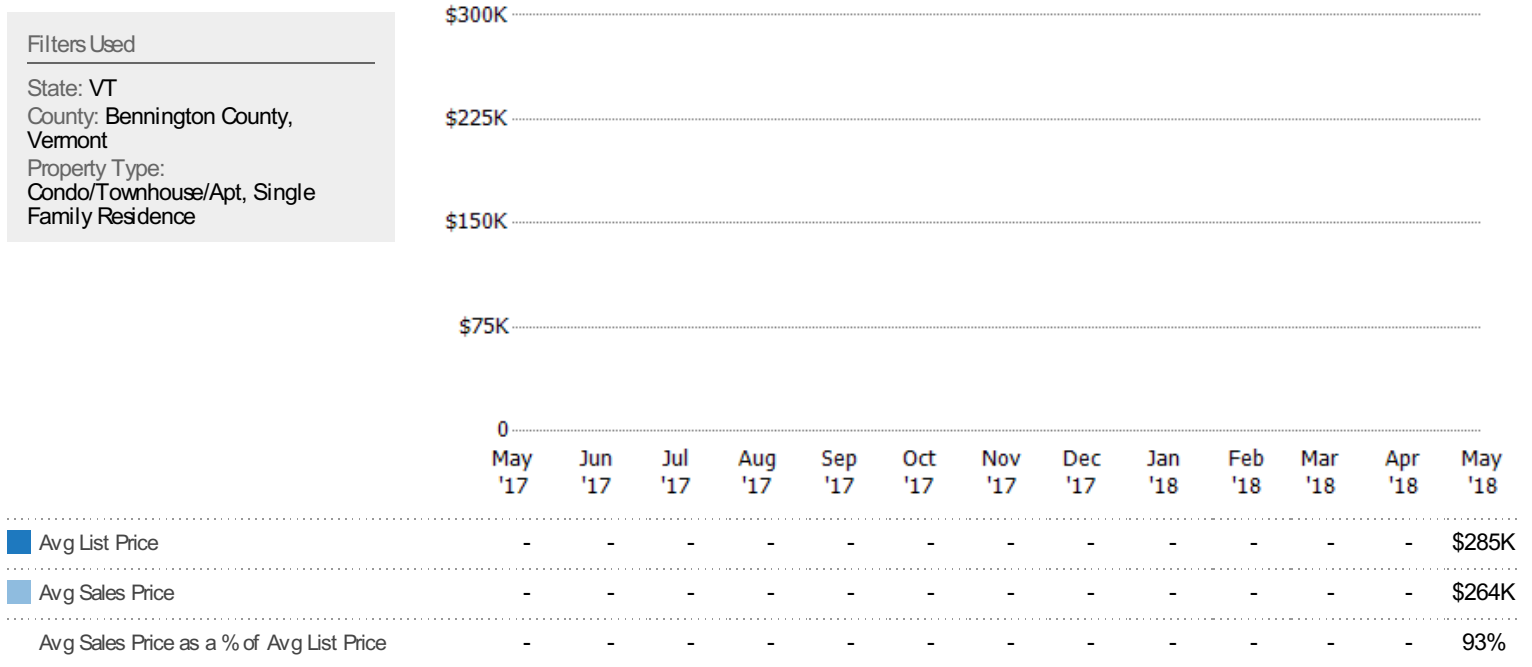 Filters Used
State: VT
County: Bennington County,
Vermont
Property Type:
Condo/Townhouse/Apt, Single
Family Residence
$300K
$225K
$150K
$75K
0
May Jun Jul Aug Sep Oct Nov Dec Jan Feb Mar Apr May
'17 '17 '17 '17 '17 '17 '17 '17 '18 '18 '18 '18 '18
Avg List Price - - - - - - - - - - - - $285K
Avg Sales Price - - - - - - - - - - - - $264K
Avg Sales Price as a % of Avg List Price - - - - - - - - - - - - 93%